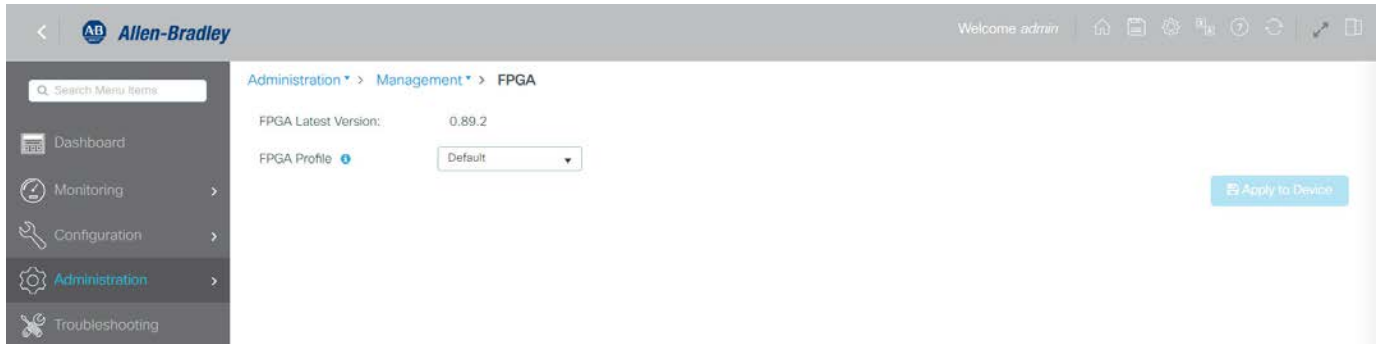 AB Allen-Bradley
Welcome admin
Search Menu Items
Administration > Management > FPGA
FPGA Latest Version: 0.89.2
Dashboard
FPGA Profile Default
Monitoring
Apply to Device
Configuration
Administration
Troubleshooting